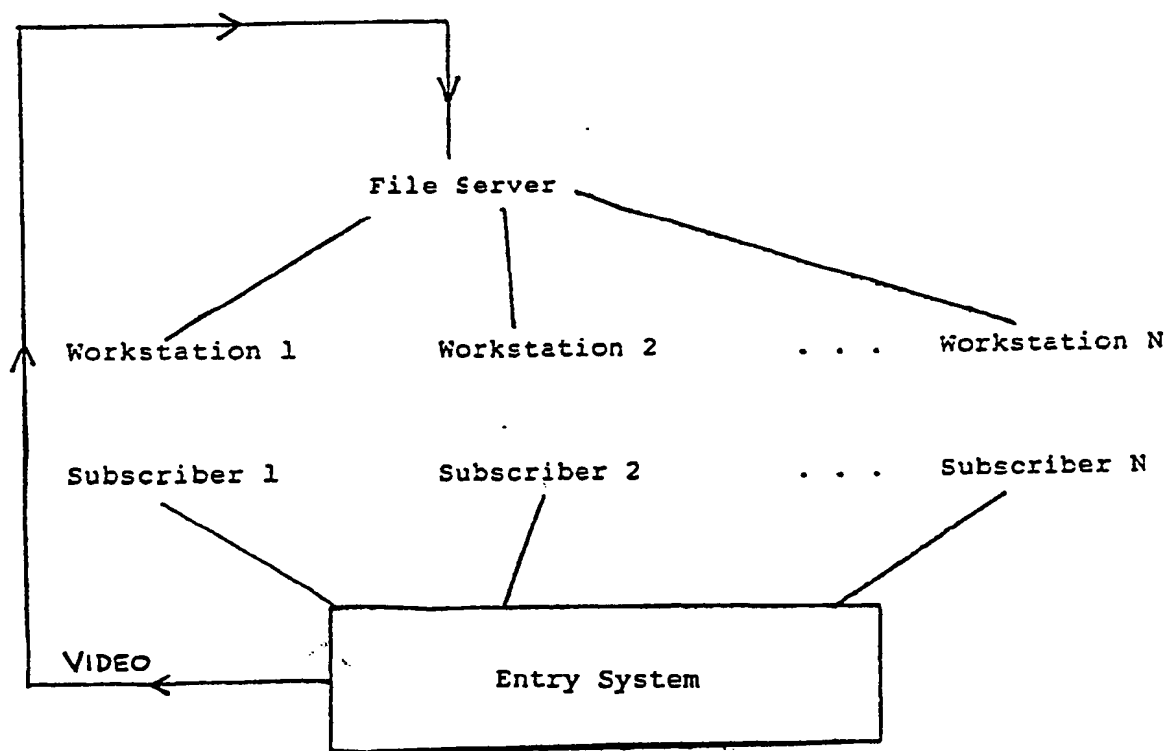 File Server
Workstation 1 Workstation 2 . . . Workstation N
Subscriber 1 Subscriber 2 . . . Subscriber N
VIDEO
Entry System